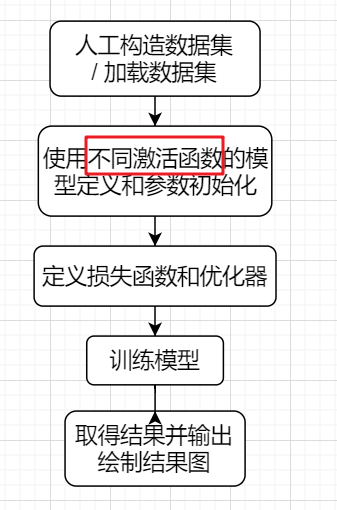 人工构造数据集
/ 加载数据集
使用不同激活函数的模
型定义和参数初始化
定义损失函数和优化器
训练模型
取得结果并输出
绘制结果图